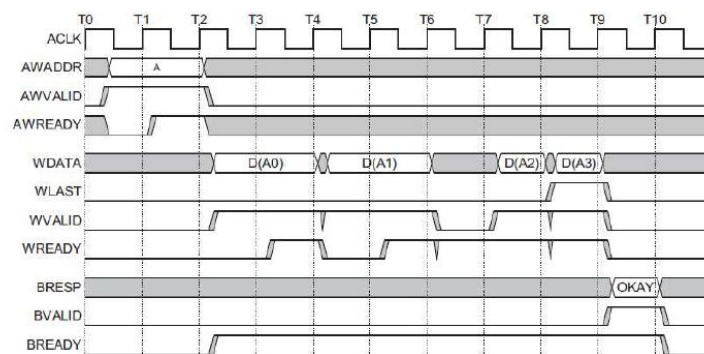 T0 T1 T2 T3 T4 T5 T6 T7 T8 T9 T10
ACLK
AWADDR A
AWVALID
AWREADY
WDATA D(A0) D(A1) D(A2) D(A3)
WLAST
WVALID
WREADY
BRESP OKAY
BVALID
BREADY